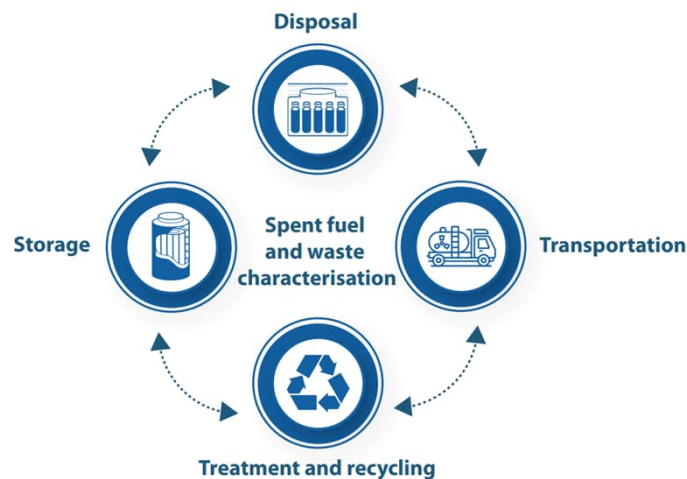 Disposal
Storage
Spent fuel
and waste
characterisation
Transportation
Treatment and recycling